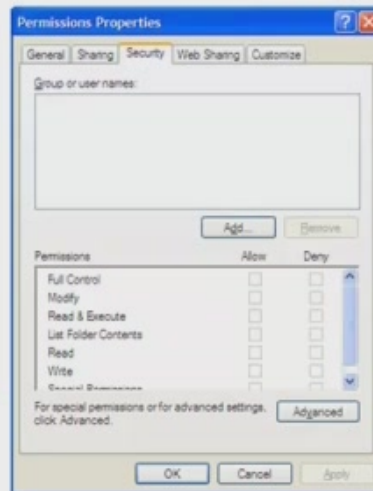 Permissions Properties
General Sharing Security Web Sharing Customize
Group or user names:
Add... Remove
Permissions Allow Deny
Full Control
Modify
Read & Execute
List Folder Contents
Read
Write
Special Permissions
For special permissions or for advanced settings,
click Advanced.
Advanced
OK Cancel Apply